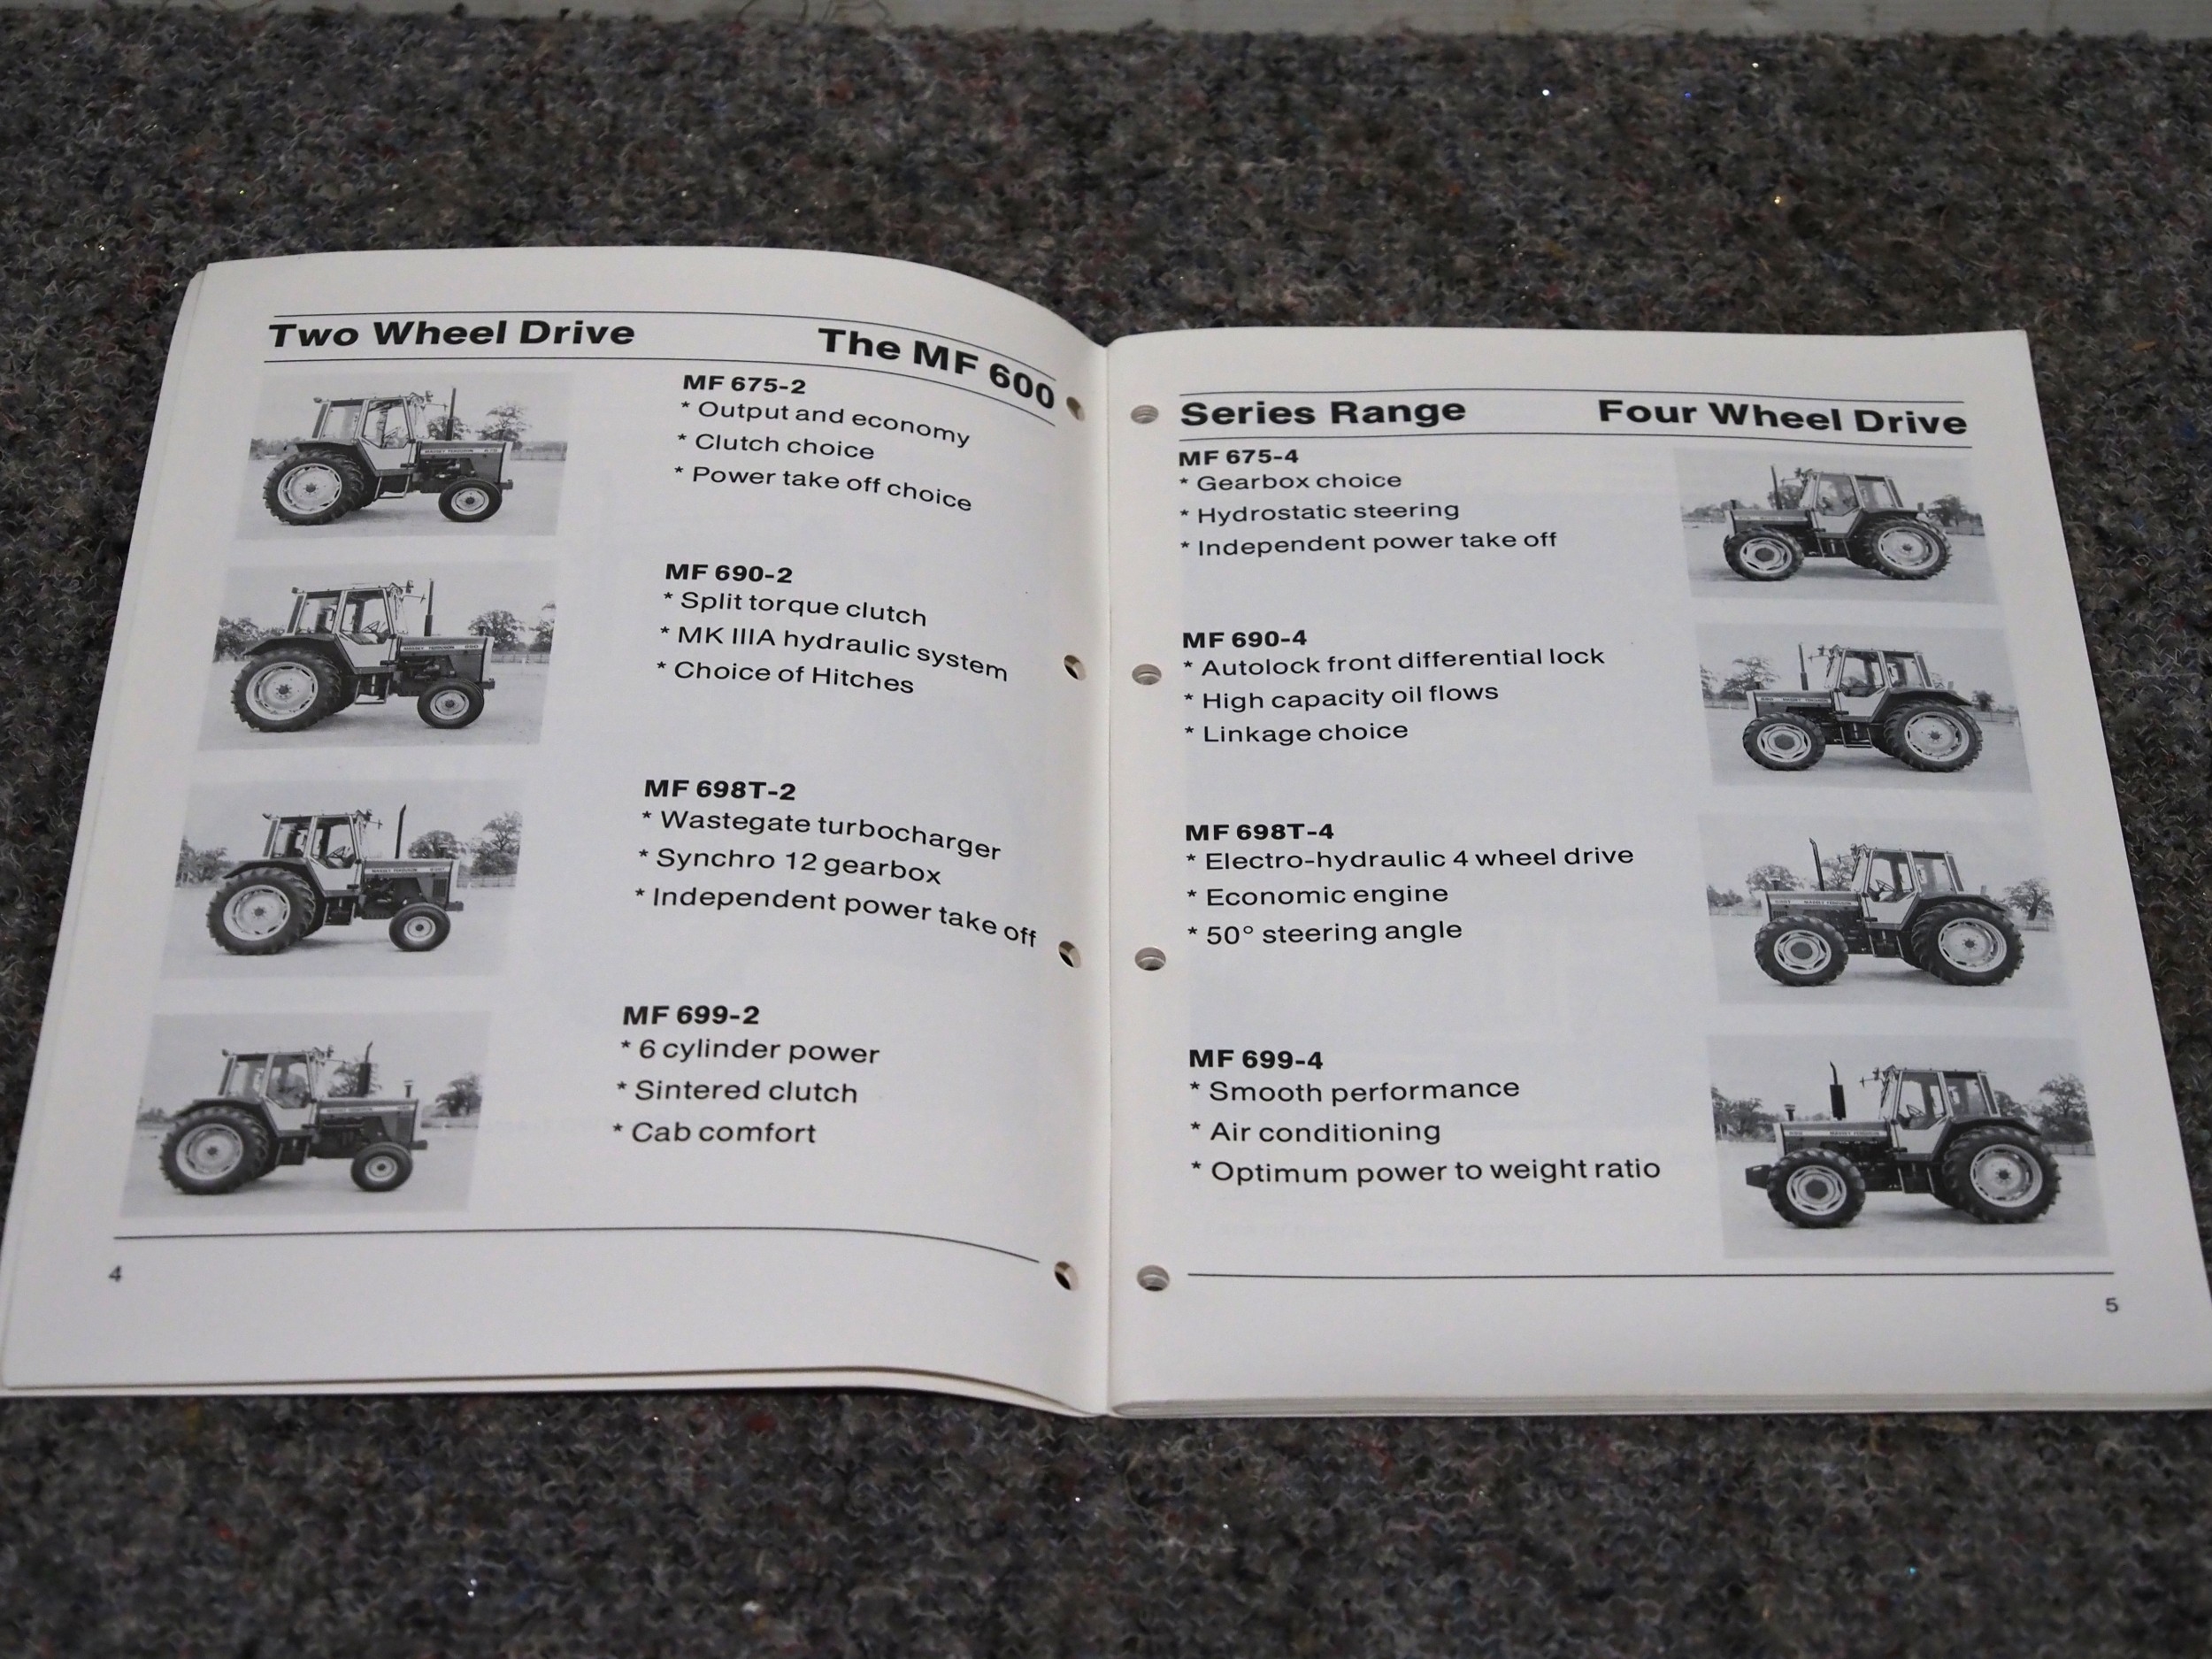 Two Wheel Drive The MF 600
MF 675-2
* Output and economy
* Clutch choice
* Power take off choice
MF 690-2
* Split torque clutch
* MK IIIA hydraulic system
* Choice of Hitches
MF 698T-2
* Wastegate turbocharger
* Synchro 12 gearbox
* Independent power take off
MF 699-2
* 6 cylinder power
* Sintered clutch
* Cab comfort
4
Series Range Four Wheel Drive
MF 675-4
* Gearbox choice
* Hydrostatic steering
* Independent power take off
MF 690-4
* Autolock front differential lock
* High capacity oil flows
* Linkage choice
MF 698T-4
* Electro-hydraulic 4 wheel drive
* Economic engine
* 50° steering angle
MF 699-4
* Smooth performance
* Air conditioning
* Optimum power to weight ratio
5